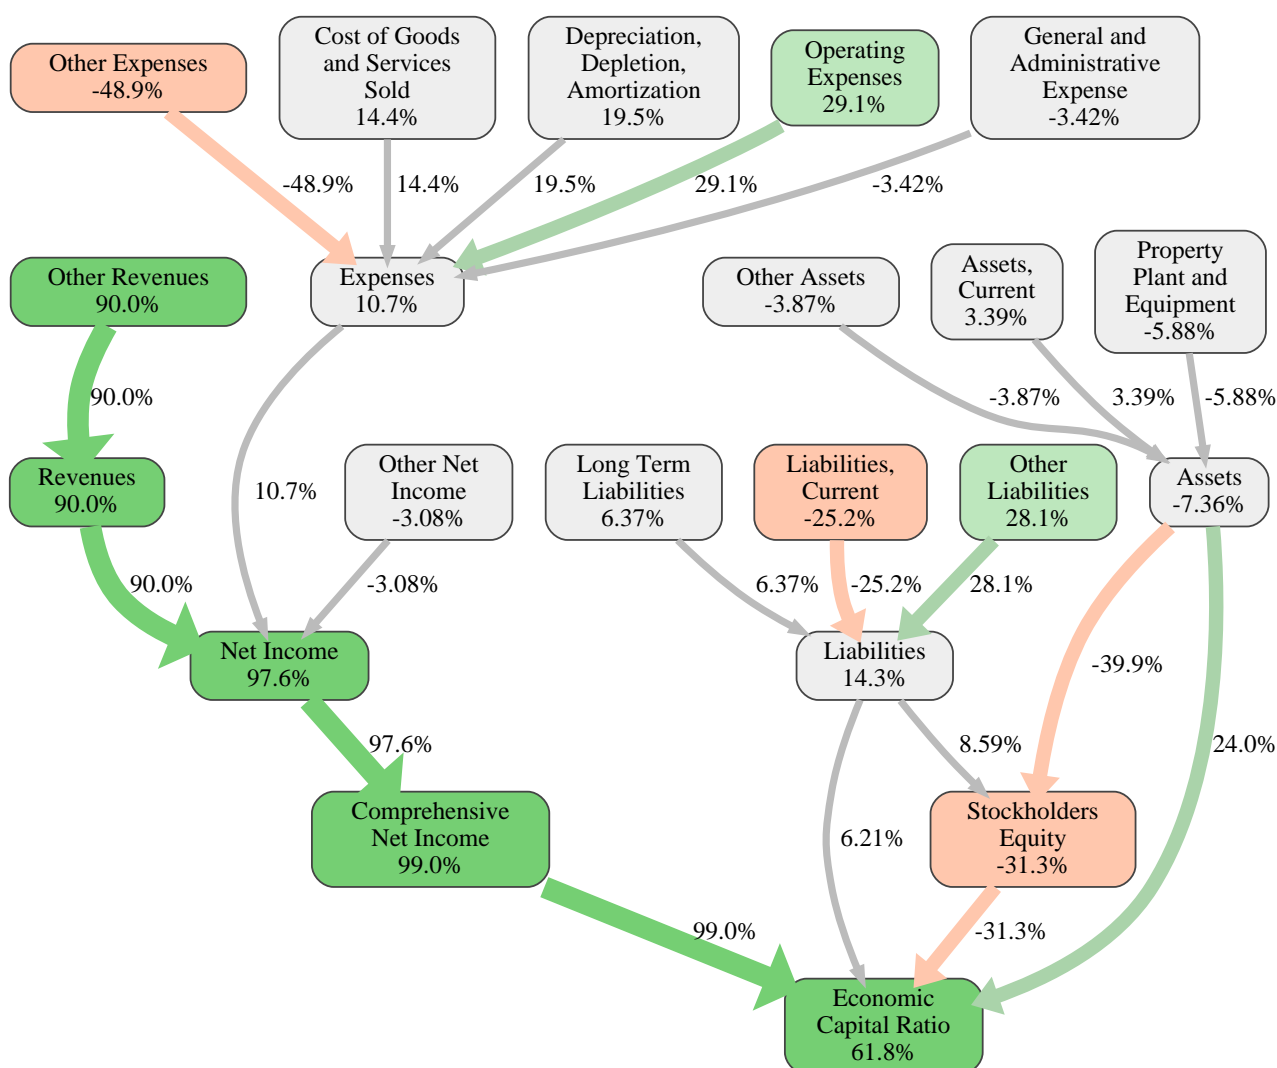 Other Expenses
-48.9%
Cost of Goods
and Services
Sold
14.4%
Depreciation,
Depletion,
Amortization
19.5%
Operating
Expenses
29.1%
General and
Administrative
Expense
-3.42%
-48.9%
14.4%
19.5%
29.1%
-3.42%
Other Revenues
90.0%
Expenses
10.7%
Other Assets
-3.87%
Assets,
Current
3.39%
Property
Plant and
Equipment
-5.88%
90.0%
-3.87%
3.39%
-5.88%
Revenues
90.0%
10.7%
Other Net
Income
-3.08%
Long Term
Liabilities
6.37%
Liabilities,
Current
-25.2%
Other
Liabilities
28.1%
Assets
-7.36%
90.0%
-3.08%
6.37%
-25.2%
28.1%
Net Income
97.6%
Liabilities
14.3%
-39.9%
97.6%
8.59%
24.0%
Comprehensive
Net Income
99.0%
6.21%
Stockholders
Equity
-31.3%
99.0%
-31.3%
Economic
Capital Ratio
61.8%